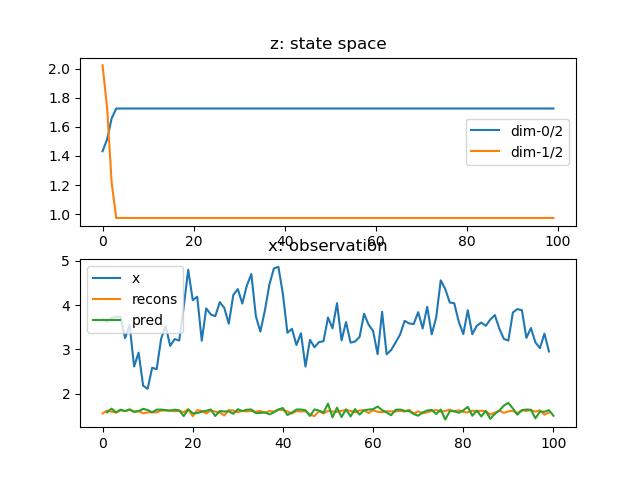 z: state space
2.0
1.8
1.6
1.4
1.2
1.0
dim-0/2
dim-1/2
0 20 40 60 80 100
x: observation
5
4
3
2
x
recons
pred
0 20 40 60 80 100